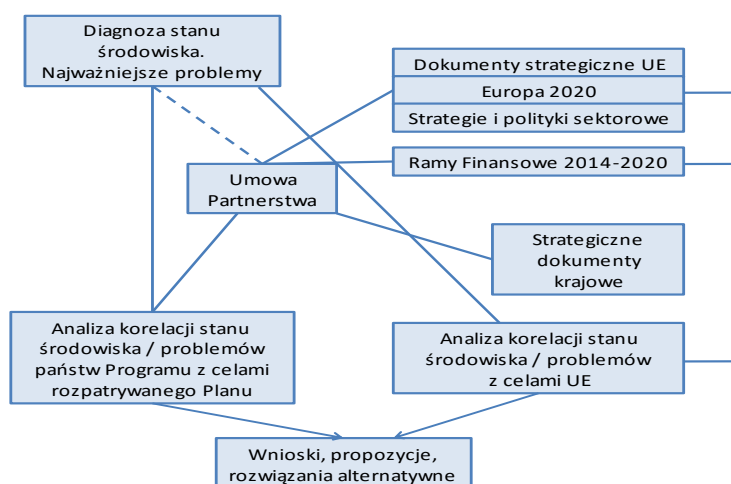 Diagnoza stanu
środowiska.
Najważniejsze problemy
Dokumenty strategiczne UE
Europa 2020
Strategie i polityki sektorowe
Ramy Finansowe 2014-2020
Umowa
Partnerstwa
Strategiczne
dokumenty
krajowe
Analiza korelacji stanu
środowiska / problemów
państw Programu z celami
rozpatrywanego Planu
Analiza korelacji stanu
środowiska / problemów
z celami UE
Wnioski, propozycje,
rozwiązania alternatywne